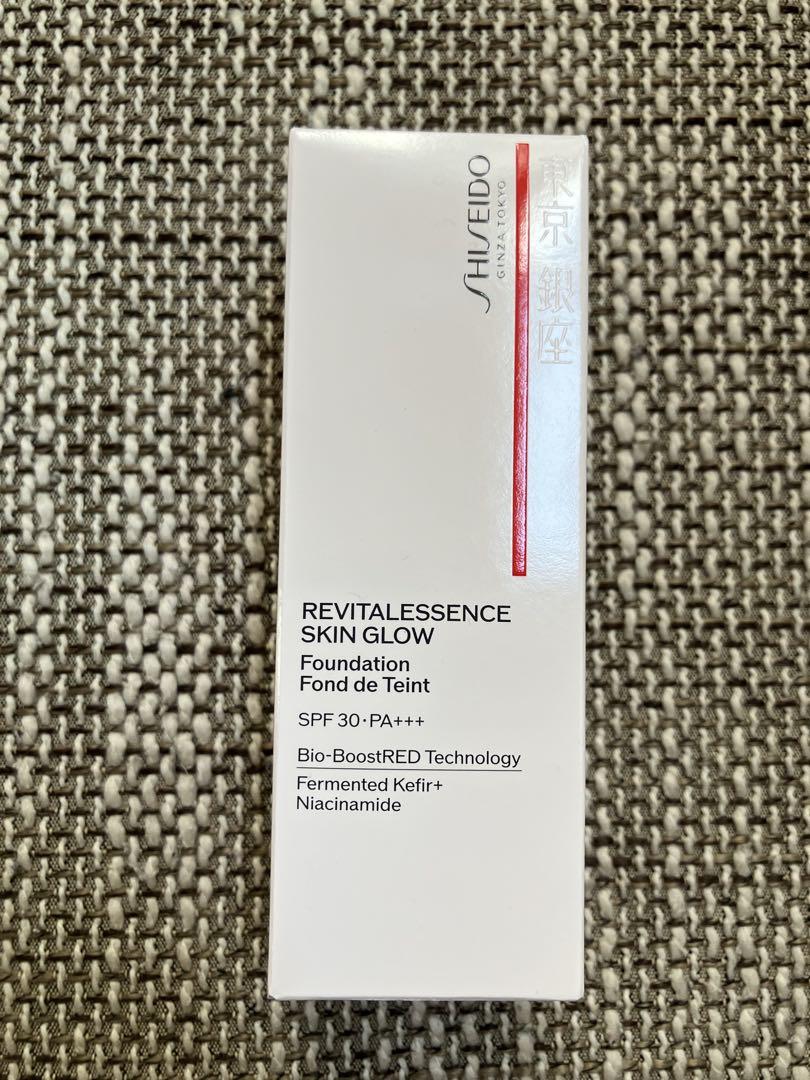 SHISEIDO
GINZA TOKYO
東京 銀座
REVITALESSENCE
SKIN GLOW
Foundation
Fond de Teint
SPF 30・PA+++
Bio-BoostRED Technology
Fermented Kefir+
Niacinamide